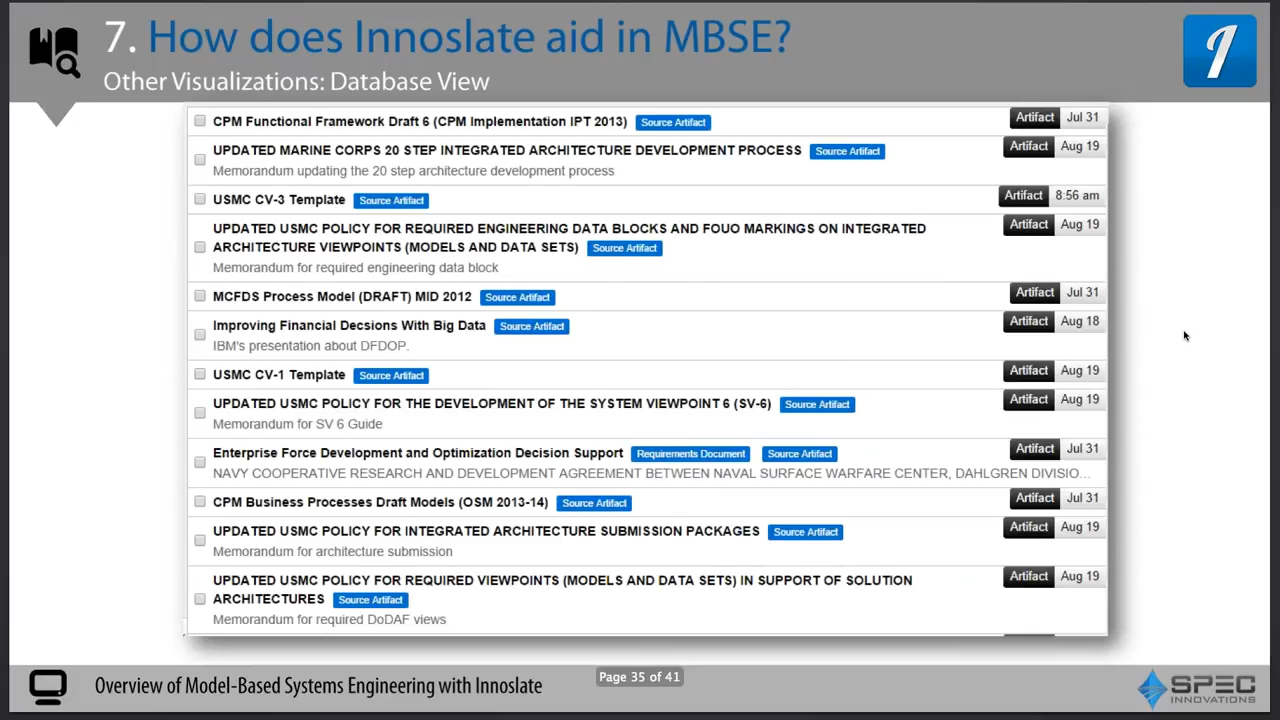 7. How does Innoslate aid in MBSE?
Other Visualizations: Database View
CPM Functional Framework Draft 6 (CPM Implementation IPT 2013) Source Artifact Artifact Jul 31
UPDATED MARINE CORPS 20 STEP INTEGRATED ARCHITECTURE DEVELOPMENT PROCESS Source Artifact Artifact Aug 19
Memorandum updating the 20 step architecture development process
USMC CV-3 Template Source Artifact Artifact 8:56 am
UPDATED USMC POLICY FOR REQUIRED ENGINEERING DATA BLOCKS AND FOUO MARKINGS ON INTEGRATED Artifact Aug 19
ARCHITECTURE VIEWPOINTS (MODELS AND DATA SETS) Source Artifact
Memorandum for required engineering data block
MCFDS Process Model (DRAFT) MID 2012 Source Artifact Artifact Jul 31
Improving Financial Decsions With Big Data Source Artifact Artifact Aug 18
IBM's presentation about DFDOP.
USMC CV-1 Template Source Artifact Artifact Aug 19
UPDATED USMC POLICY FOR THE DEVELOPMENT OF THE SYSTEM VIEWPOINT 6 (SV-6) Source Artifact Artifact Aug 19
Memorandum for SV 6 Guide
Enterprise Force Development and Optimization Decision Support Requirements Document Source Artifact Artifact Jul 31
NAVY COOPERATIVE RESEARCH AND DEVELOPMENT AGREEMENT BETWEEN NAVAL SURFACE WARFARE CENTER, DAHLGREN DIVISIO...
CPM Business Processes Draft Models (OSM 2013-14) Source Artifact Artifact Jul 31
UPDATED USMC POLICY FOR INTEGRATED ARCHITECTURE SUBMISSION PACKAGES Source Artifact Artifact Aug 19
Memorandum for architecture submission
UPDATED USMC POLICY FOR REQUIRED VIEWPOINTS (MODELS AND DATA SETS) IN SUPPORT OF SOLUTION Artifact Aug 19
ARCHITECTURES Source Artifact
Memorandum for required DoDAF views
Overview of Model-Based Systems Engineering with Innoslate
Page 35 of 41
SPEC
INNOVATIONS